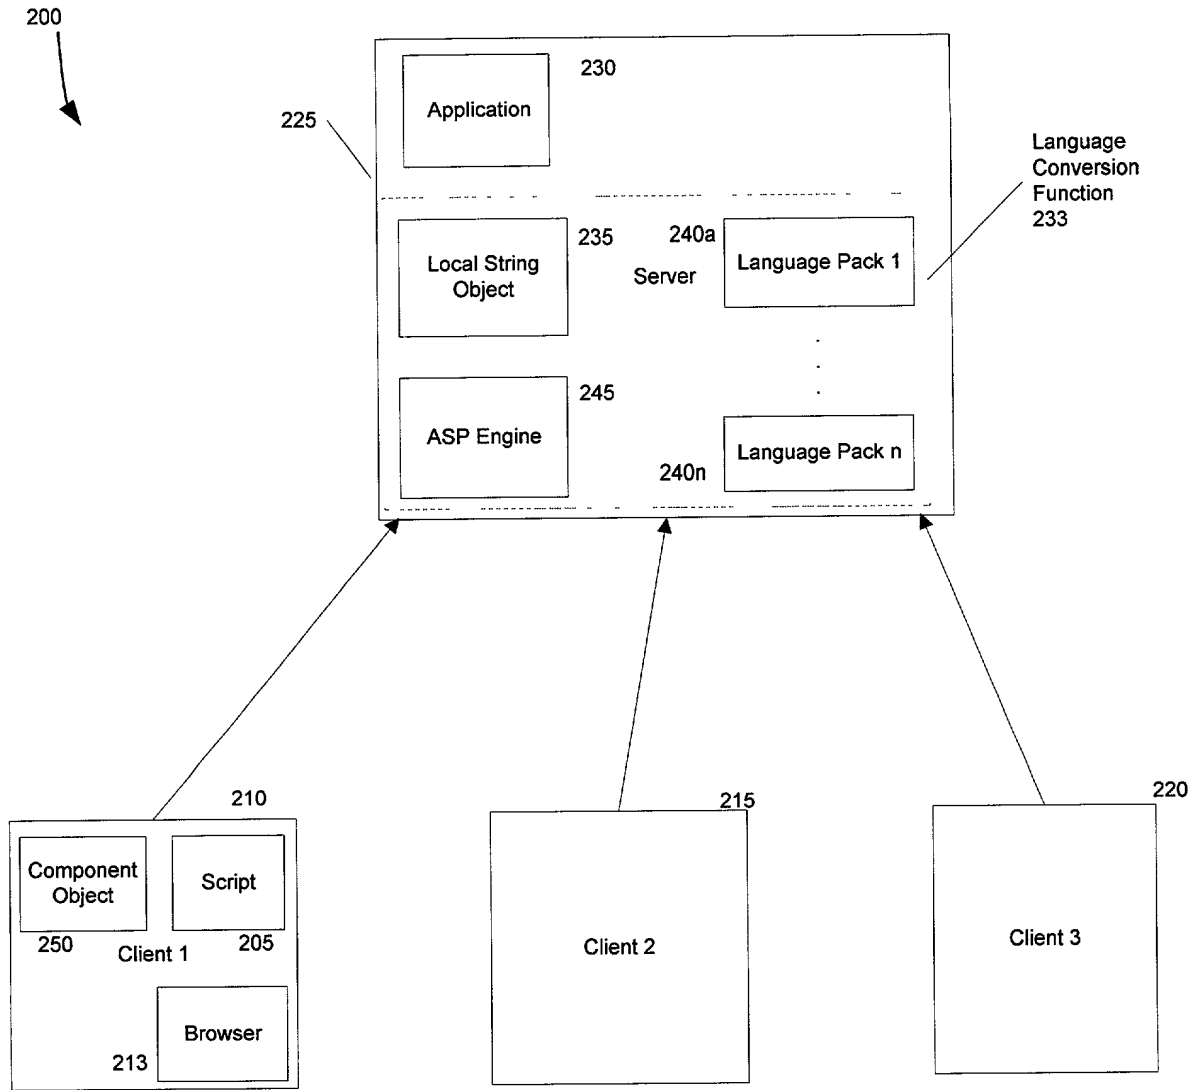 200
230
Application
225
Language
Conversion
Function
233
235
240a
Local String
Object
Server
Language Pack 1
245
ASP Engine
240n
Language Pack n
210
215
220
Component
Object
Script
250
205
Client 1
Client 2
Client 3
Browser
213